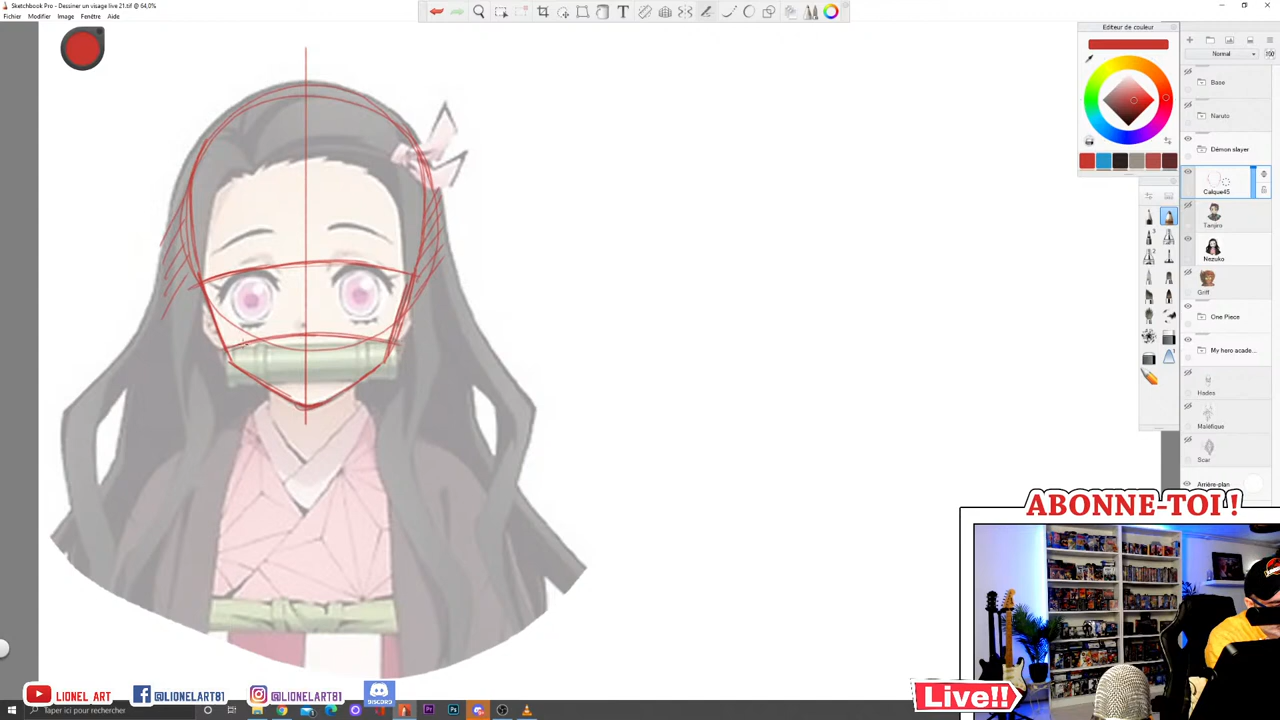 Sketchbook Pro - Dessiner un visage live 21.tif @ 64,0%
Fichier Modifier Image Fenêtre Aide
Editeur de couleur
Normal
Base
Naruto
Démon slayer
Calque45
Tanjiro
Nezuko
Griff
One Piece
My hero acade...
Hades
Maléfique
Scar
Arrière-plan
ABONNE-TOI !
LIONEL ART
@LIONELART81
@LIONELART81
DISCORD
Live!!
Taper ici pour rechercher